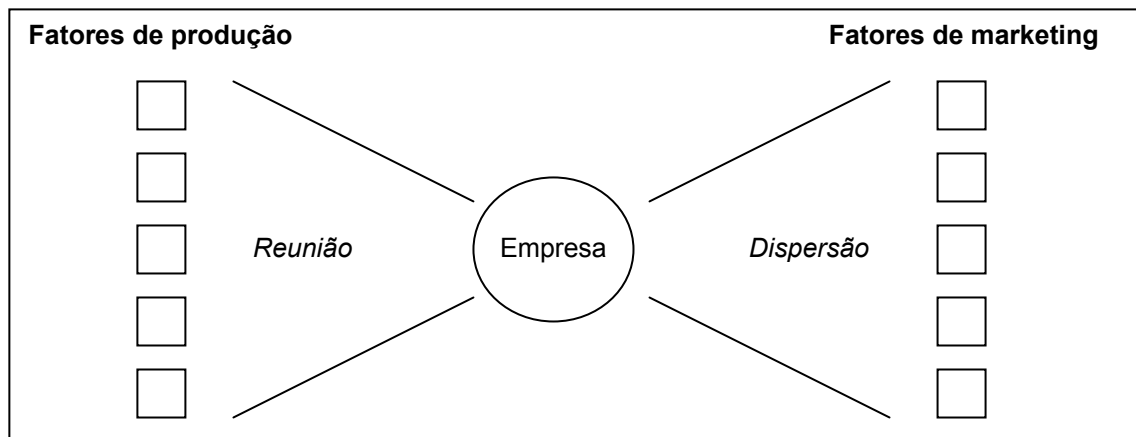 Fatores de produção
Fatores de marketing
Reunião
Empresa
Dispersão